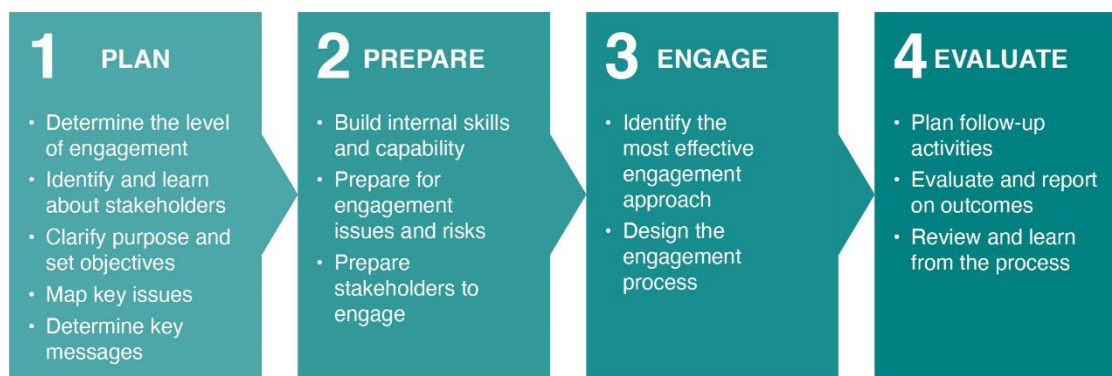 1 PLAN
• Determine the level
of engagement
• Identify and learn
about stakeholders
• Clarify purpose and
set objectives
• Map key issues
• Determine key
messages
2 PREPARE
• Build internal skills
and capability
• Prepare for
engagement
issues and risks
• Prepare
stakeholders to
engage
3 ENGAGE
• Identify the
most effective
engagement
approach
• Design the
engagement
process
4 EVALUATE
• Plan follow-up
activities
• Evaluate and report
on outcomes
• Review and learn
from the process